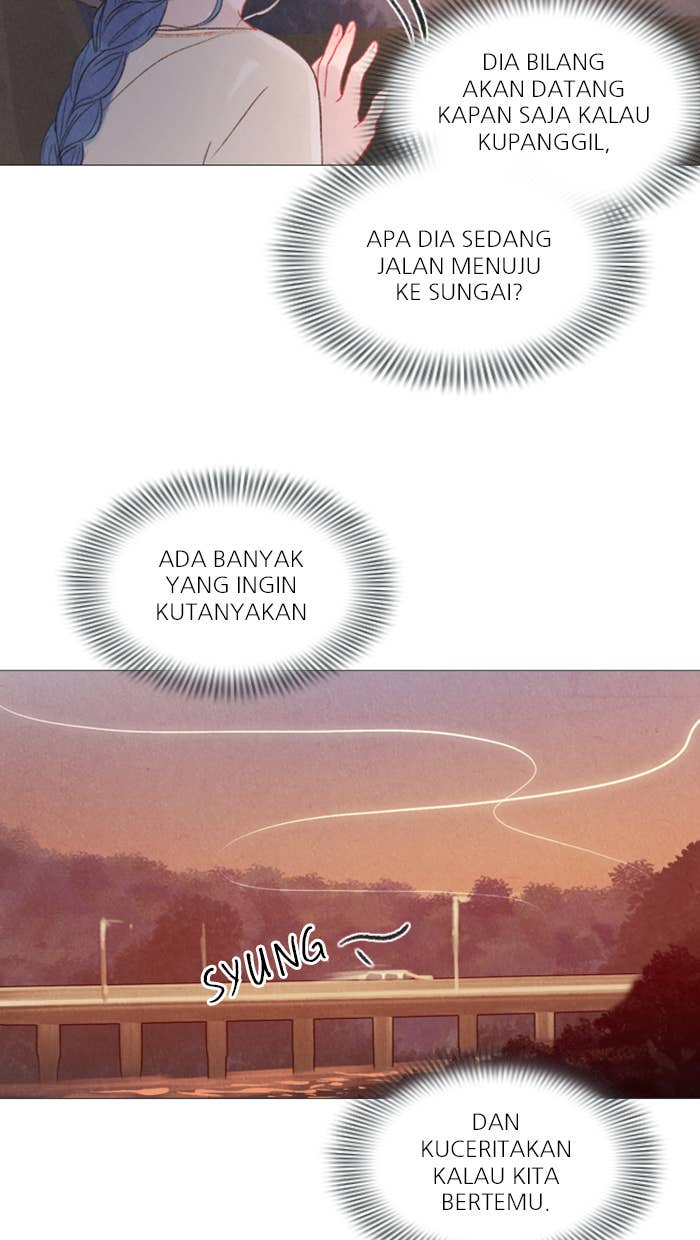 DIA BILANG
AKAN DATANG
KAPAN SAJA KALAU
KUPANGGIL,
APA DIA SEDANG
JALAN MENUJU
KE SUNGAI?
ADA BANYAK
YANG INGIN
KUTANYAKAN
SYUNG~
DAN
KUCERITAKAN
KALAU KITA
BERTEMU.